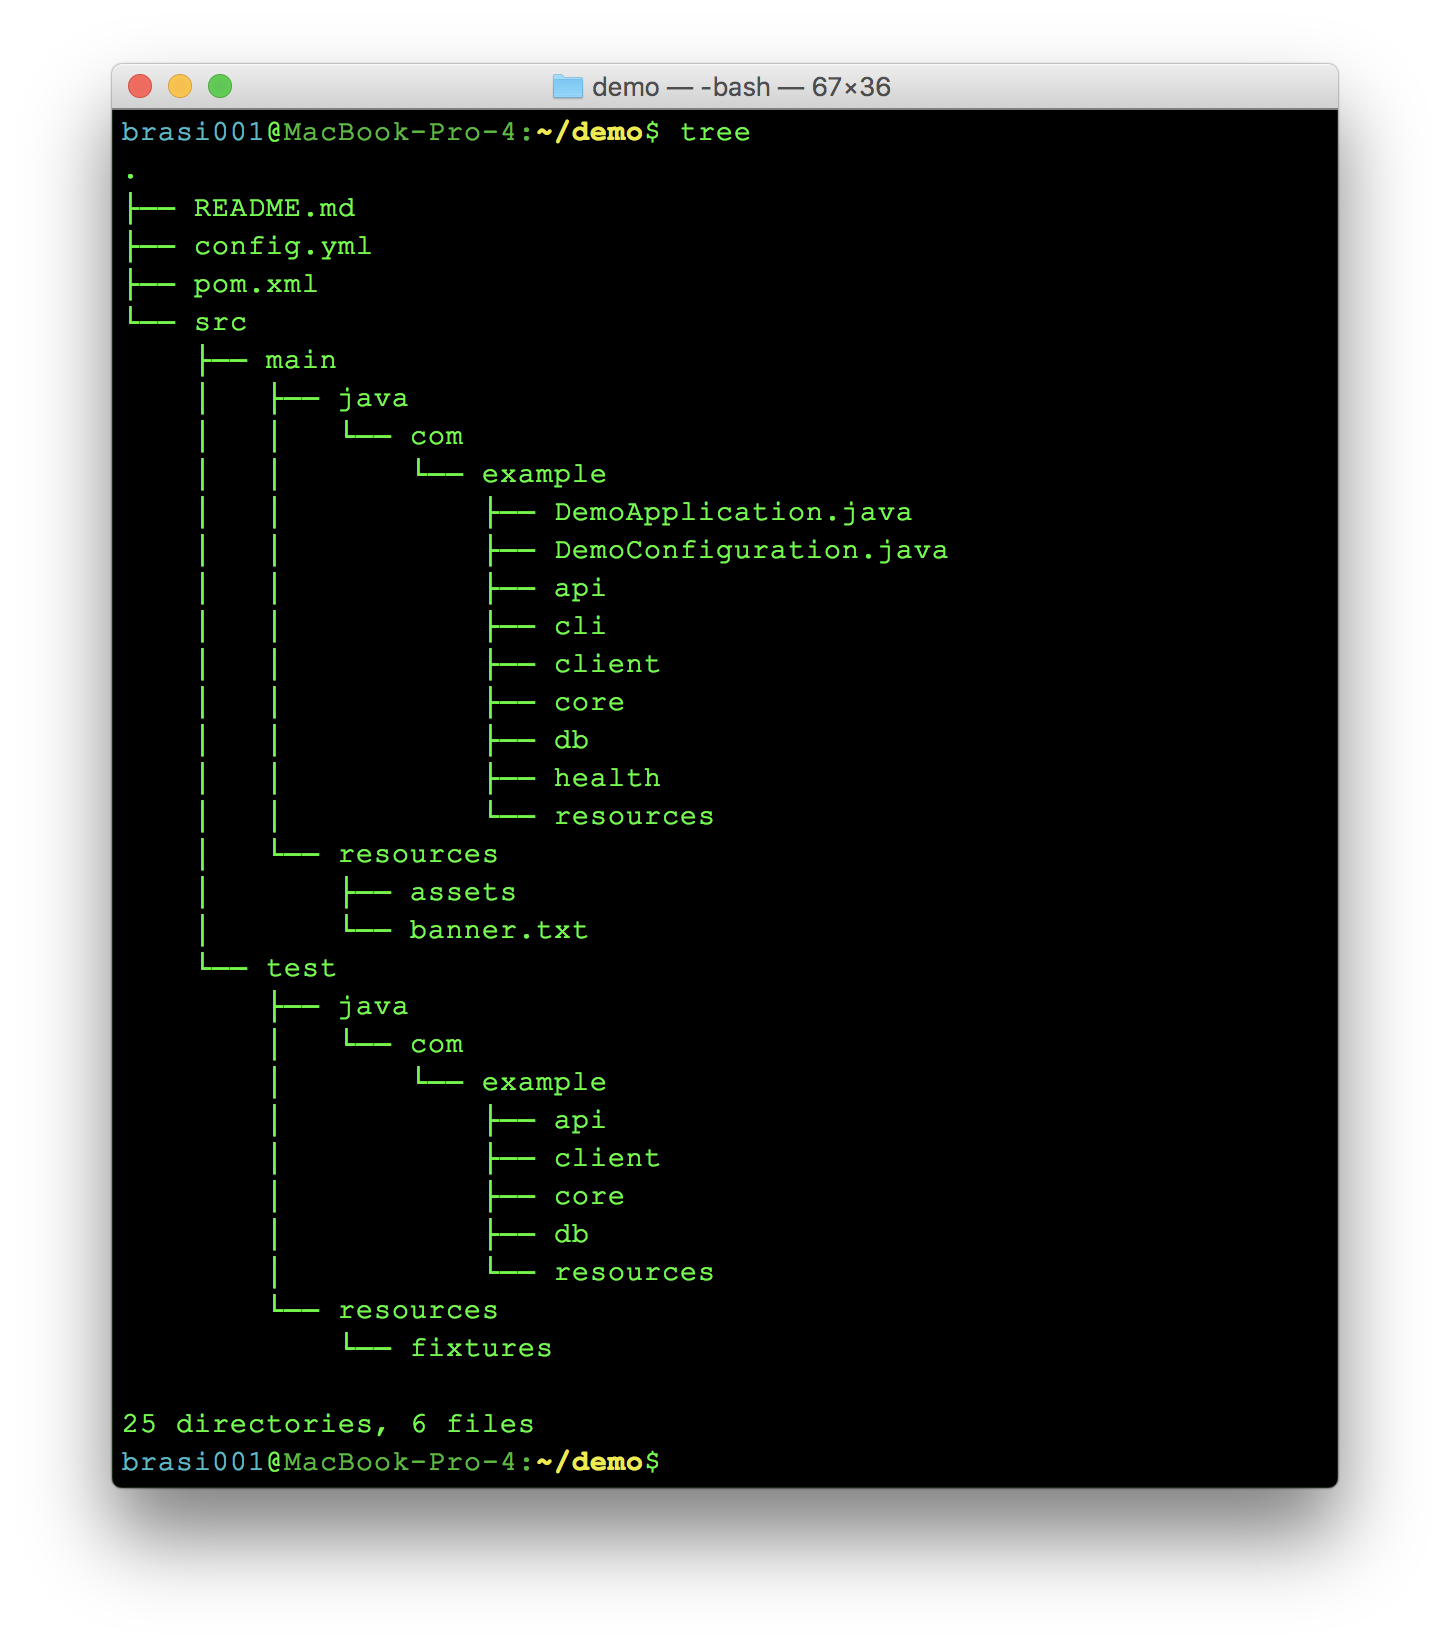 demo — -bash — 67×36
brasi001@MacBook-Pro-4:~/demo$ tree
.
├── README.md
├── config.yml
├── pom.xml
└── src
    ├── main
    │   ├── java
    │   │   └── com
    │   │       └── example
    │   │           ├── DemoApplication.java
    │   │           ├── DemoConfiguration.java
    │   │           ├── api
    │   │           ├── cli
    │   │           ├── client
    │   │           ├── core
    │   │           ├── db
    │   │           ├── health
    │   │           └── resources
    │   └── resources
    │       ├── assets
    │       └── banner.txt
    └── test
        ├── java
        │   └── com
        │       └── example
        │           ├── api
        │           ├── client
        │           ├── core
        │           ├── db
        │           └── resources
        └── resources
            └── fixtures

25 directories, 6 files
brasi001@MacBook-Pro-4:~/demo$